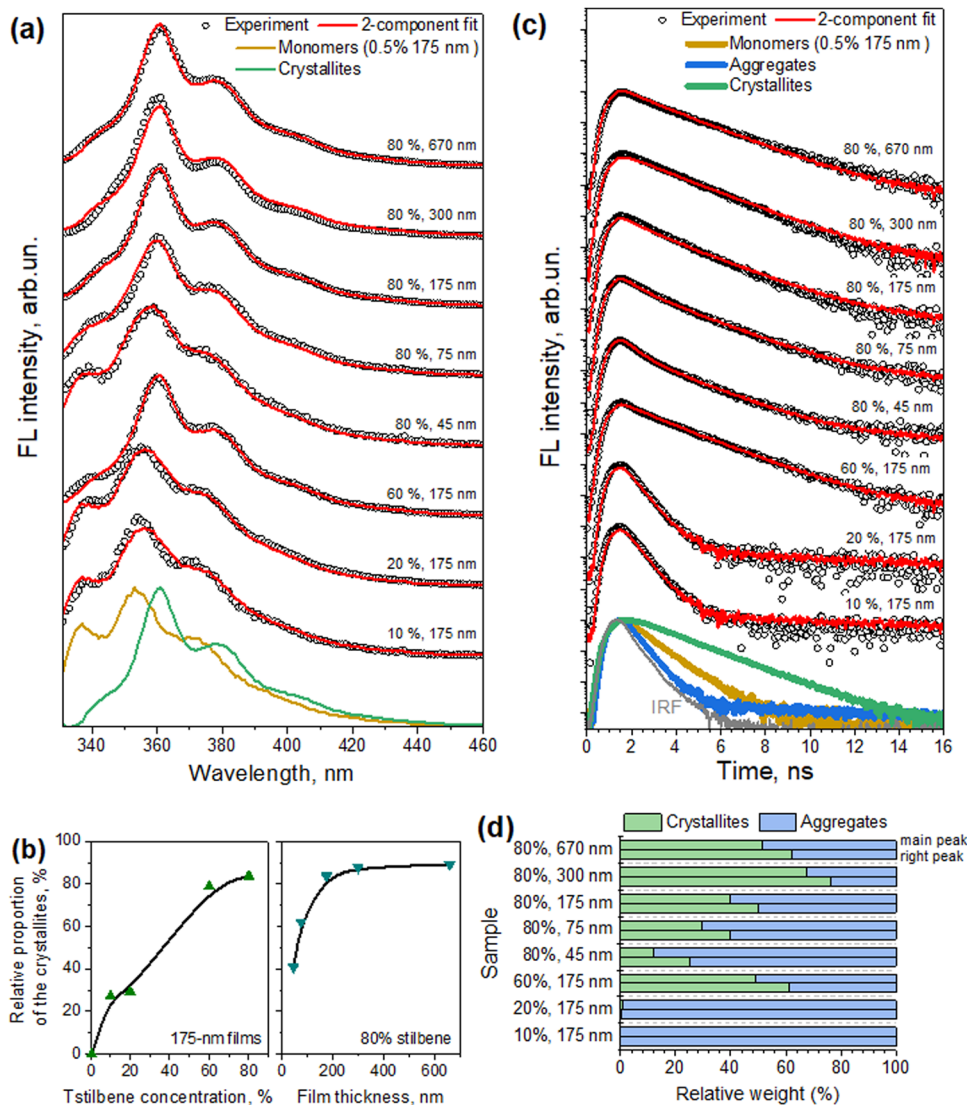 (a)
Experiment
2-component fit
Monomers (0.5% 175 nm )
Crystallites
80 %, 670 nm
80 %, 300 nm
80 %, 175 nm
80 %, 75 nm
80 %, 45 nm
60 %, 175 nm
20 %, 175 nm
10 %, 175 nm
FL intensity, arb.un.
340 360 380 400 420 440 460
Wavelength, nm
(c)
Experiment
2-component fit
Monomers (0.5% 175 nm )
Aggregates
Crystallites
80 %, 670 nm
80 %, 300 nm
80 %, 175 nm
80 %, 75 nm
80 %, 45 nm
60 %, 175 nm
20 %, 175 nm
10 %, 175 nm
IRF
FL intensity, arb.un.
0 2 4 6 8 10 12 14 16
Time, ns
(b)
Relative proportion
of the crystallites, %
100
80
60
40
20
0
175-nm films
80% stilbene
0 20 40 60 80
0 200 400 600
Tstilbene concentration, %
Film thickness, nm
(d)
Crystallites
Aggregates
80%, 670 nm
main peak
right peak
80%, 300 nm
80%, 175 nm
80%, 75 nm
80%, 45 nm
60%, 175 nm
20%, 175 nm
10%, 175 nm
Sample
0 20 40 60 80 100
Relative weight (%)